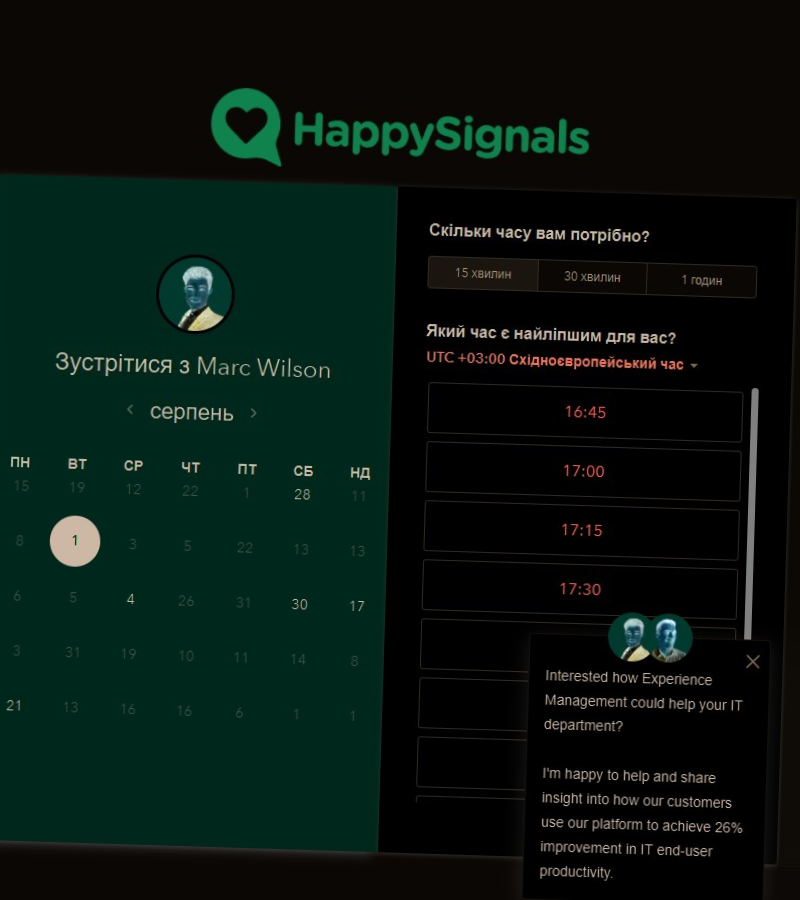 HappySignals
Зустрітися з Marc Wilson
серпень
ПН ВТ СР ЧТ ПТ СБ НД
15 19 12 22 1 28 11
8 1 3 5 22 13 13
6 5 4 26 31 30 17
3 31 19 10 11 14 8
21 13 16 16 6 1 1
Скільки часу вам потрібно?
15 хвилин 30 хвилин 1 годин
Який час є найліпшим для вас?
UTC +03:00 Східноєвропейський час
16:45
17:00
17:15
17:30
Interested how Experience
Management could help your IT
department?
I'm happy to help and share
insight into how our customers
use our platform to achieve 26%
improvement in IT end-user
productivity.